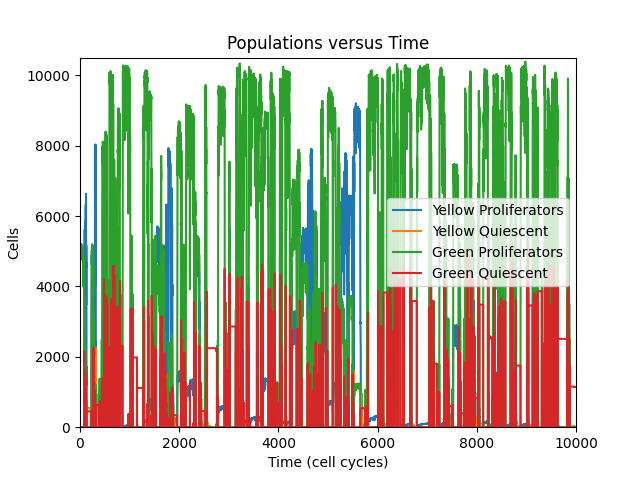 Populations versus Time
Cells
10000
8000
6000
4000
2000
0
Yellow Proliferators
Yellow Quiescent
Green Proliferators
Green Quiescent
0 2000 4000 6000 8000 10000
Time (cell cycles)